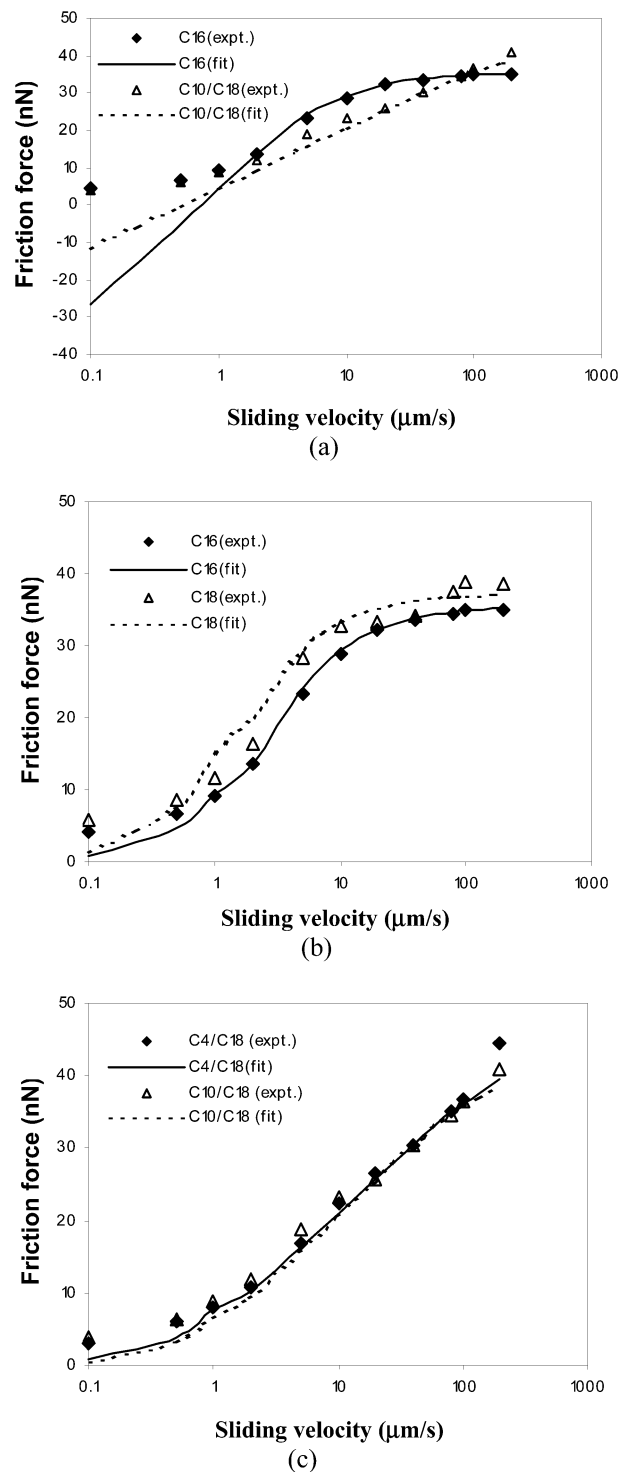 50
40
30
20
10
0
-10
-20
-30
-40
Friction force (nN)
C16(expt.)
C16(fit)
C10/C18(expt.)
C10/C18(fit)
0.1 1 10 100 1000
Sliding velocity (μm/s)
(a)
50
40
30
20
10
0
Friction force (nN)
C16(expt.)
C16(fit)
C18(expt.)
C18(fit)
0.1 1 10 100 1000
Sliding velocity (μm/s)
(b)
50
40
30
20
10
0
Friction force (nN)
C4/C18 (expt.)
C4/C18(fit)
C10/C18 (expt.)
C10/C18 (fit)
0.1 1 10 100 1000
Sliding velocity (μm/s)
(c)